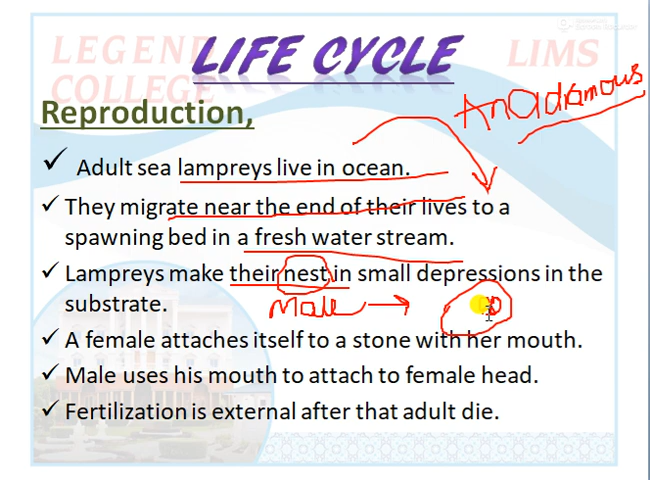 LEGEND
COLLEGE
LIFE CYCLE
LIMS
Anadramous
Reproduction,
✓ Adult sea lampreys live in ocean.
✓ They migrate near the end of their lives to a
spawning bed in a fresh water stream.
✓ Lampreys make their nest in small depressions in the
substrate.
Male →
✓ A female attaches itself to a stone with her mouth.
✓ Male uses his mouth to attach to female head.
✓ Fertilization is external after that adult die.